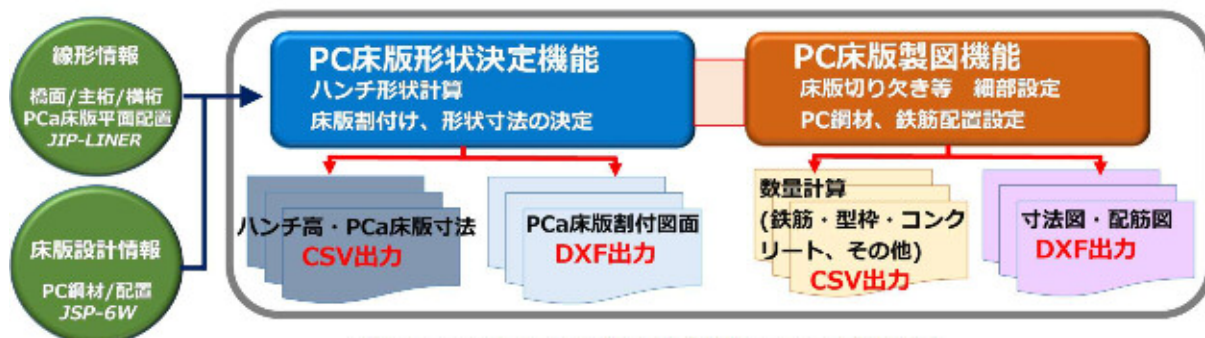 線形情報
橋面/主桁/横桁
PCa床版平面配置
JIP-LINER
床版設計情報
PC鋼材/配置
JSP-6W
PC床版形状決定機能
ハンチ形状計算
床版割付け、形状寸法の決定
PC床版製図機能
床版切り欠き等　細部設定
PC鋼材、鉄筋配置設定
ハンチ高・PCa床版寸法
CSV出力
PCa床版割付図面
DXF出力
数量計算
(鉄筋・型枠・コンク
リート、その他)
CSV出力
寸法図・配筋図
DXF出力